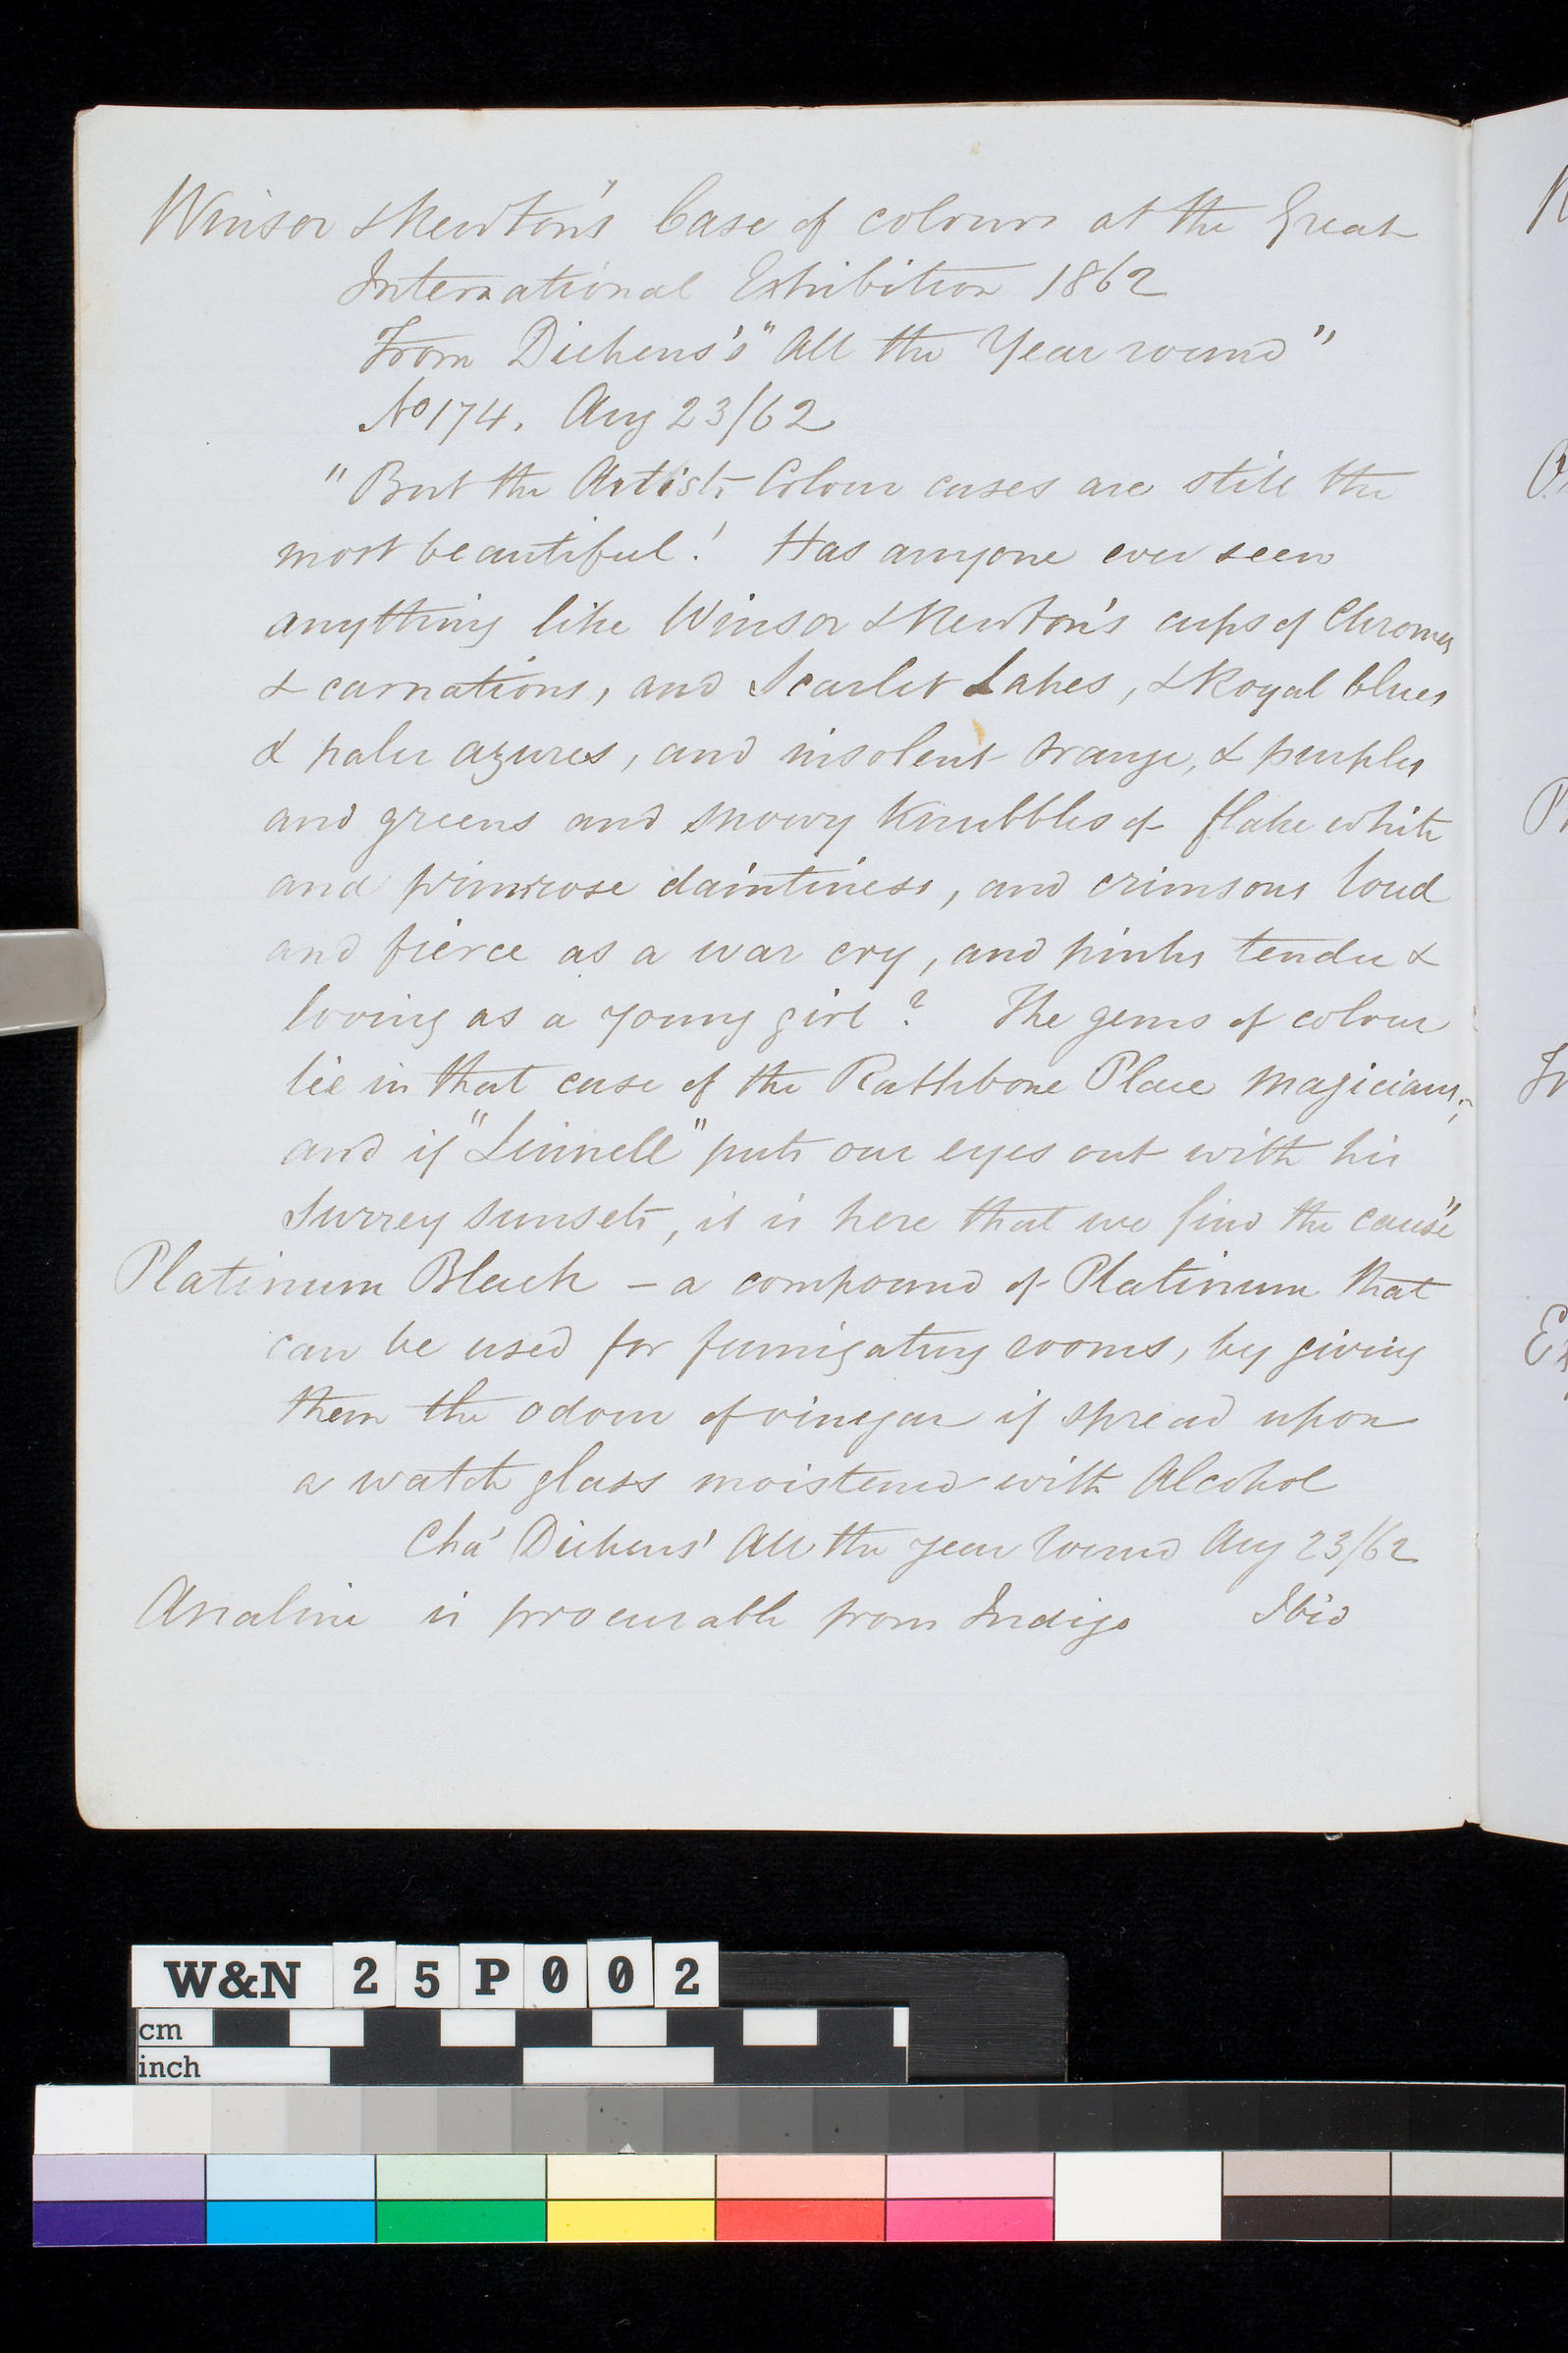 Winsor & Newton's Case of colours at the Great
International Exhibition 1862
From Dickens's "All the Year round"
No 174. Aug 23/62
"But the Artists Colour cases are still the
most beautiful! Has anyone ever seen
anything like Winsor & Newton's cups of Chromes
& carnations, and Scarlet Lakes, & Royal blues
& pale azures, and insolent orange, & purples
and greens and snowy Knubbles of flake white
and primrose daintiness, and crimsons loud
and fierce as a war cry, and pinks tender &
loving as a young girl? The gems of colour
lie in that case of the Rathbone Place Magicians;
and if "Linnell" puts our eyes out with his
Surrey sunsets, it is here that we find the cause"
Platinum Black – a compound of Platinum that
can be used for fumigating rooms, by giving
them the odour of vinegar if spread upon
a watch glass moistened with Alcohol
Chas Dickens' All the year round Aug 23/62
Analine is procurable from Indigo Ibid
W&N 25P002
cm
inch